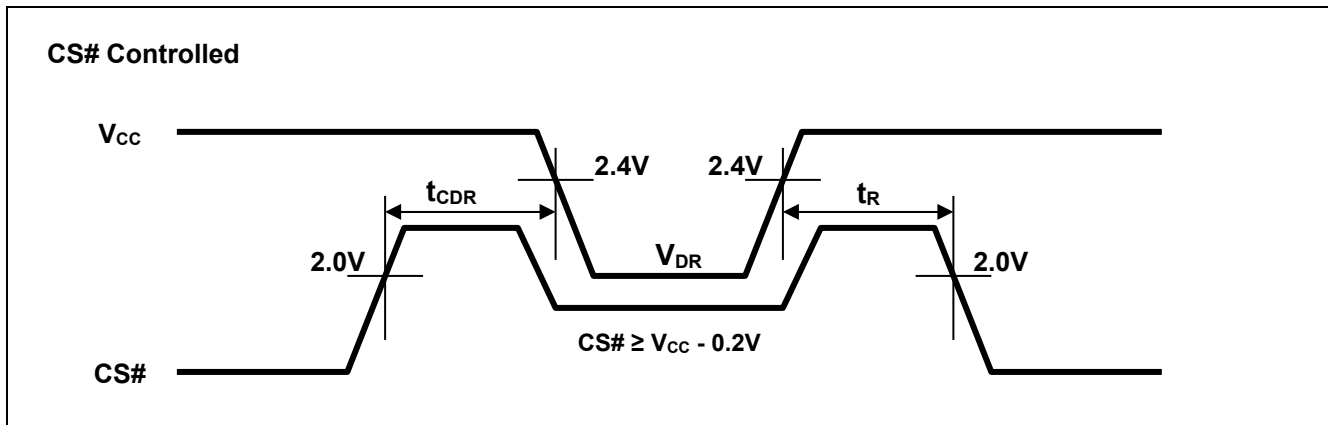 CS# Controlled
VCC
2.4V 2.4V
tCDR tR
2.0V VDR 2.0V
CS# ≥ VCC - 0.2V
CS#